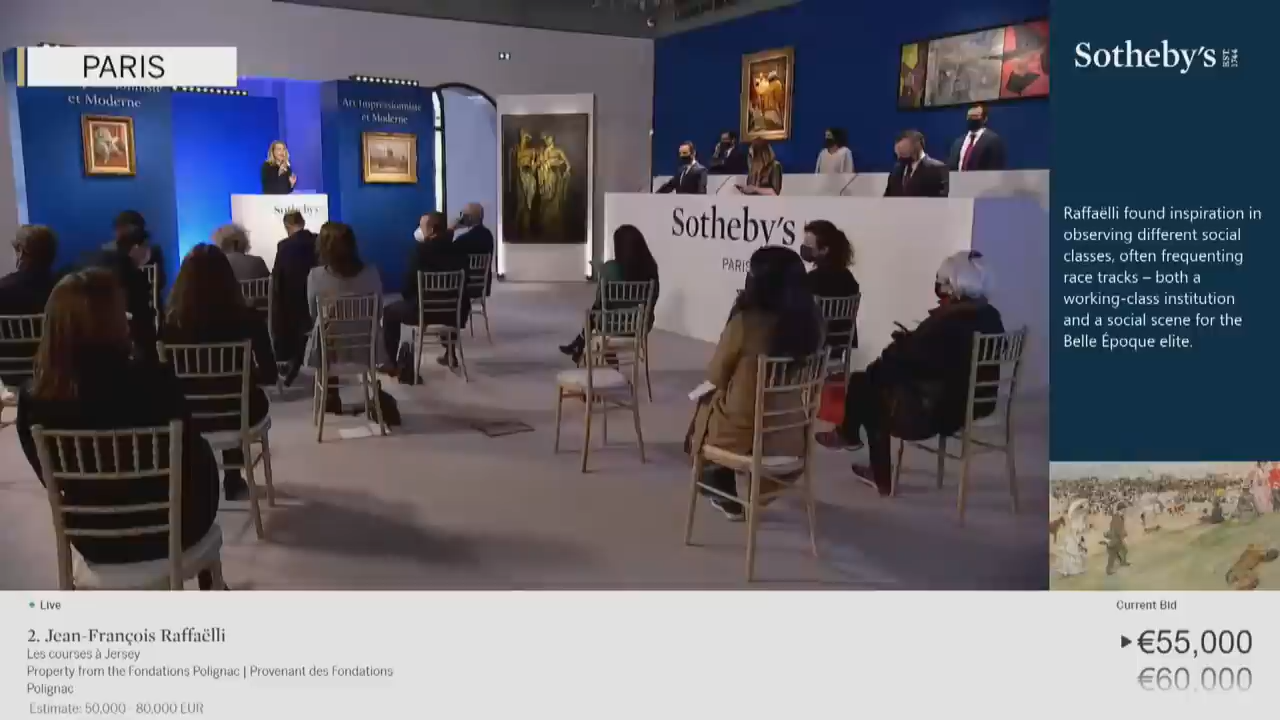 PARIS
et Moderne
Art Impressionniste
et Moderne
Sotheby's
Sotheby's
PARIS
Sotheby's EST. 1744
Raffaëlli found inspiration in
observing different social
classes, often frequenting
race tracks – both a
working-class institution
and a social scene for the
Belle Époque elite.
Live
2. Jean-François Raffaëlli
Les courses à Jersey
Property from the Fondations Polignac | Provenant des Fondations
Polignac
Estimate: 50,000 - 80,000 EUR
Current Bid
€55,000
€60,000